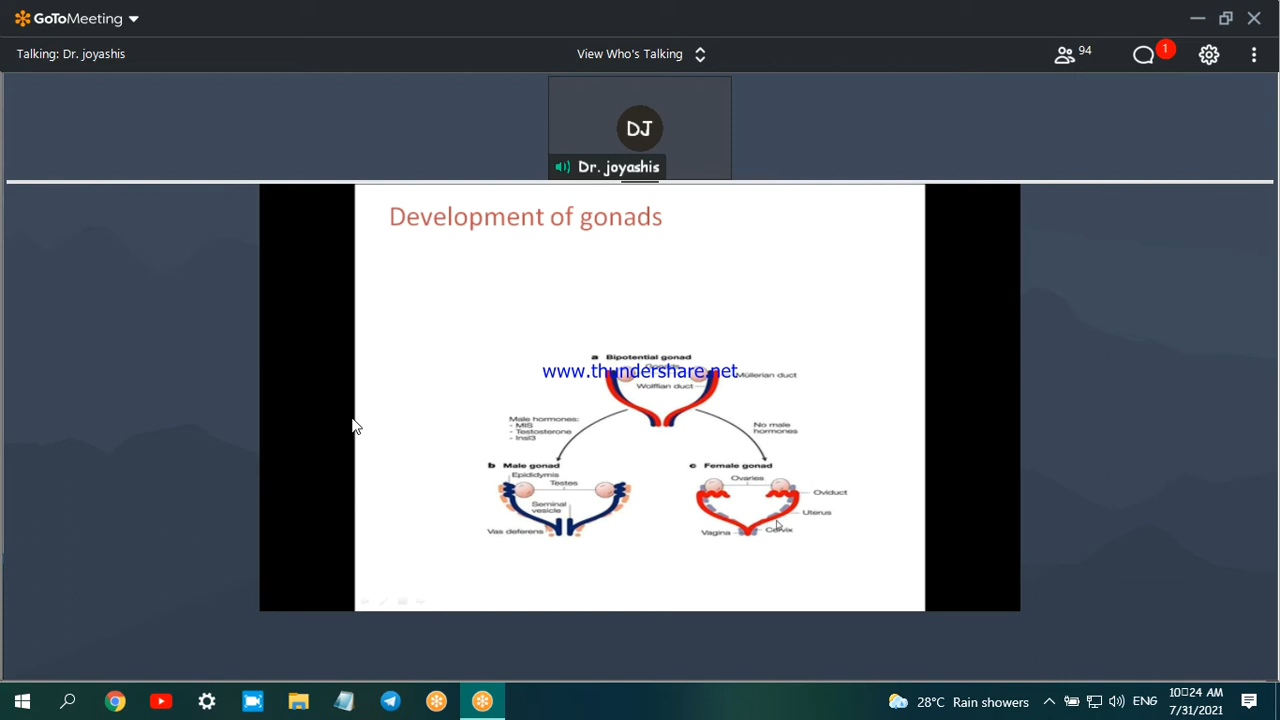 GoToMeeting
Talking: Dr. joyashis
View Who's Talking
94
1
DJ
Dr. joyashis
Development of gonads
a Bipotential gonad
www.thundershare.net
Müllerian duct
Wolffian duct
Male hormones:
- MIS
- Testosterone
- Insl3
No male
hormones
b Male gonad
Epididymis
Testes
Seminal
vesicle
Vas deferens
c Female gonad
Ovaries
Oviduct
Uterus
Cervix
Vagina
28°C Rain showers
ENG
10:24 AM
7/31/2021